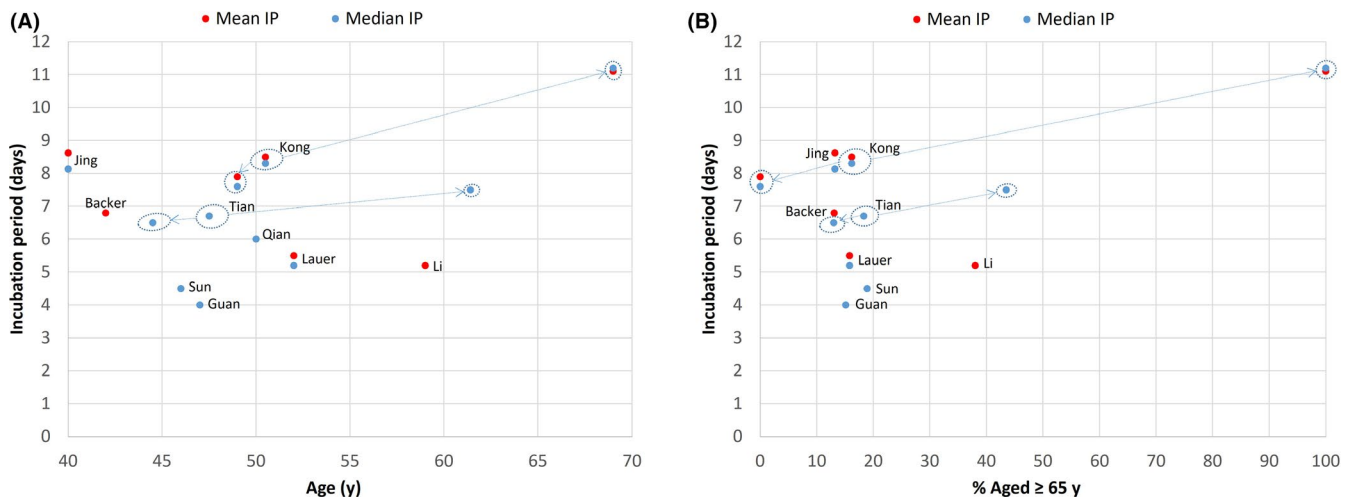 (A)
Mean IP Median IP
Incubation period (days)
12
11
10
9
8
7
6
5
4
3
2
1
0
Jing
Kong
Backer
Tian
Qian
Lauer
Li
Sun
Guan
40 45 50 55 60 65 70
Age (y)
(B)
Mean IP Median IP
Incubation period (days)
12
11
10
9
8
7
6
5
4
3
2
1
0
Jing
Kong
Backer
Tian
Lauer
Li
Sun
Guan
0 10 20 30 40 50 60 70 80 90 100
% Aged ≥ 65 y